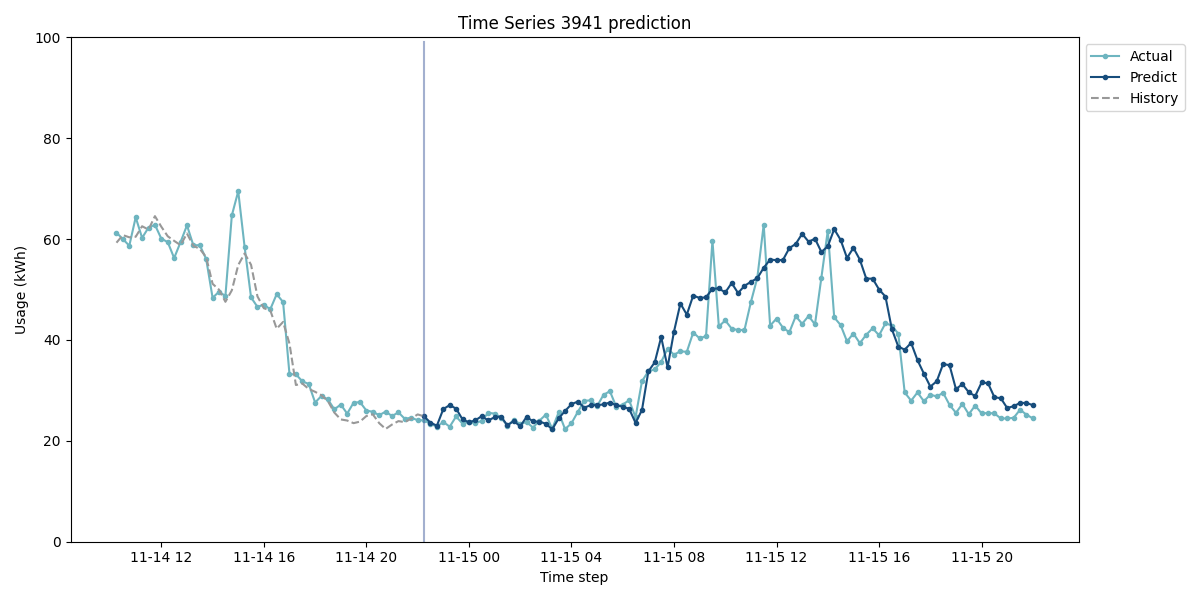 Time Series 3941 prediction
100
80
60
40
20
0
Usage (kWh)
11-14 12
11-14 16
11-14 20
11-15 00
11-15 04
11-15 08
11-15 12
11-15 16
11-15 20
Time step
Actual
Predict
History